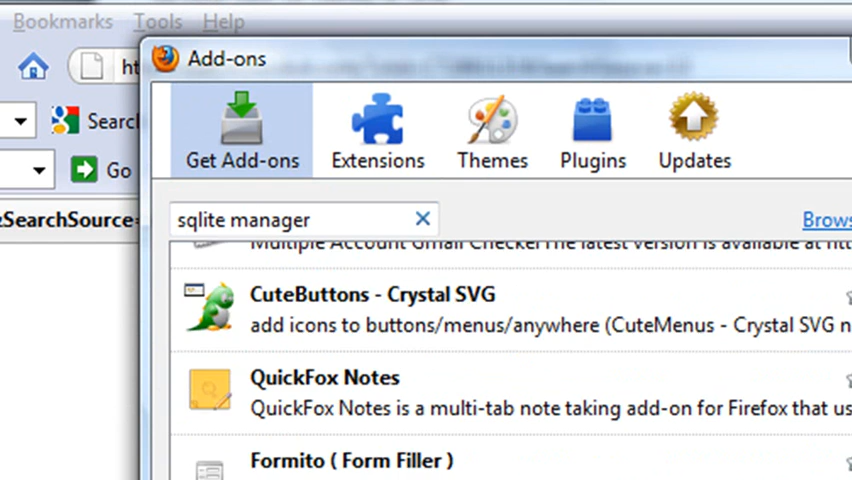 Bookmarks Tools Help
Add-ons
Search
Get Add-ons Extensions Themes Plugins Updates
Go
sqlite manager
Brows
SearchSource=
Multiple Account Gmail Checker The latest version is available at
CuteButtons - Crystal SVG
add icons to buttons/menus/anywhere (CuteMenus - Crystal SVG n
QuickFox Notes
QuickFox Notes is a multi-tab note taking add-on for Firefox that us
Formito ( Form Filler )